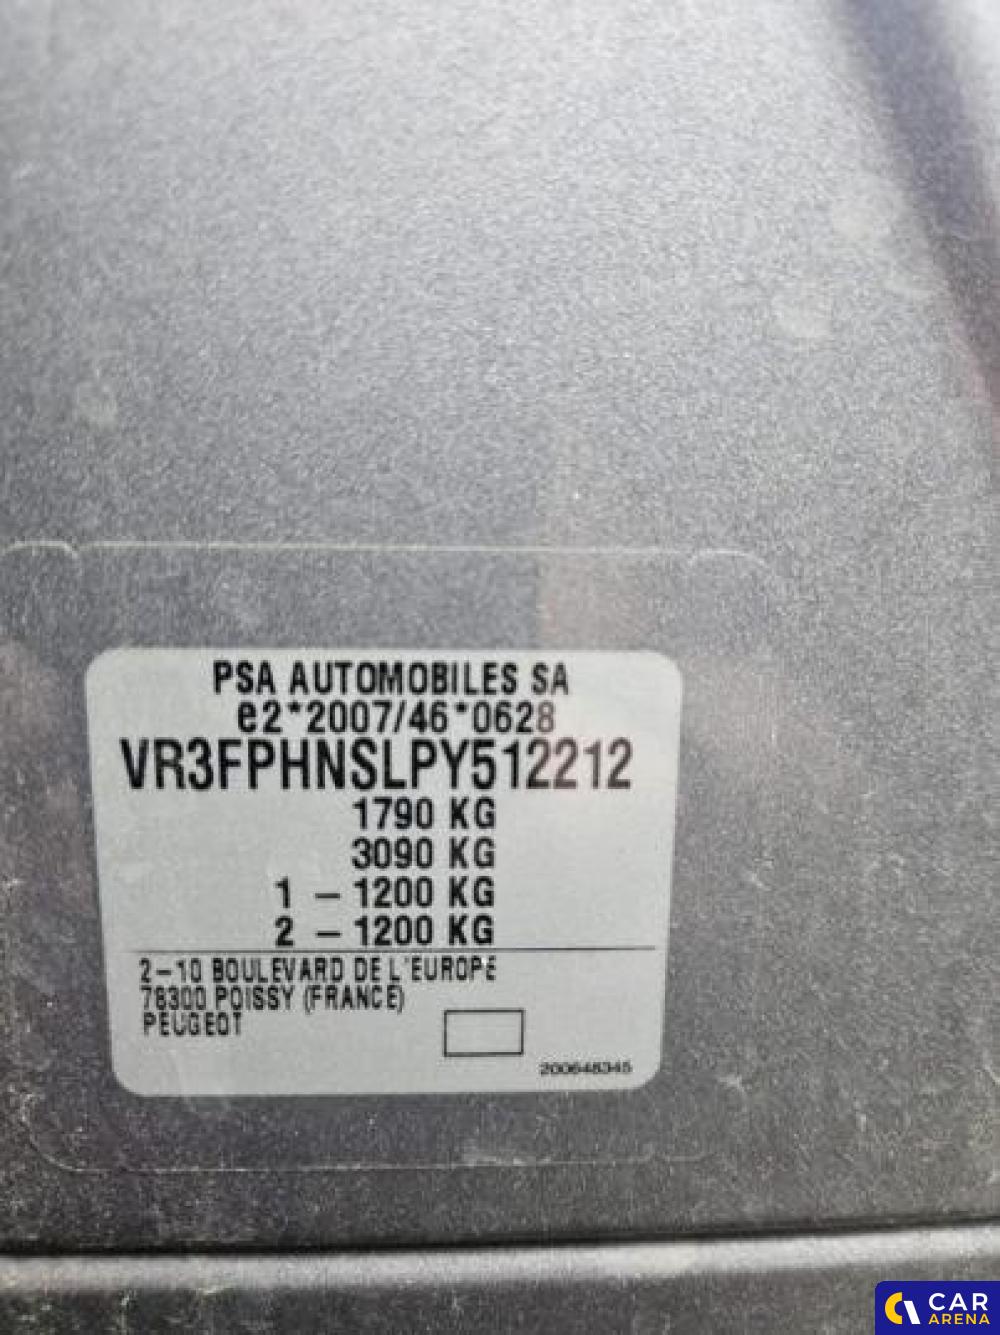 PSA AUTOMOBILES SA
e2*2007/46*0628
VR3FPHNSLPY512212
1790 KG
3090 KG
1 – 1200 KG
2 – 1200 KG
2-10 BOULEVARD DE L'EUROPE
78300 POISSY (FRANCE)
PEUGEOT
200648345
CAR
ARENA